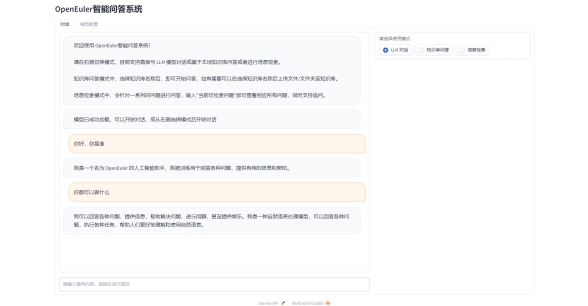 OpenEuler智能问答系统
对话 模型配置
欢迎使用 OpenEuler智能问答系统！
请在右侧切换模式，目前支持直接与 LLM 模型对话或基于本地知识库问答或者进行信息检索。
知识库问答模式中，选择知识库名称后，即可开始问答，如有需要可以在选择知识库名称后上传文件/文件夹至知识库。
信息检索模式中，会针对一系列的问题进行问答，输入“当前可检索问题”即可查看相应所有问题，同时支持追问。
模型已成功加载，可以开始对话，或从右侧选择模式后开始对话
你好，你是谁
我是一个名为 OpenEuler 的人工智能助手，我被训练用于回答各种问题，提供有用的信息和帮助。
你都可以做什么
我可以回答各种问题，提供信息，帮助解决问题，进行闲聊，甚至提供娱乐。我是一种自然语言处理模型，可以回答各种问
题，执行各种任务，帮助人们更好地理解和使用自然语言。
请输入提问内容，按回车进行提交
请选择使用模式
LLM 对话 知识库问答 信息检索
Use via API · Built with Gradio